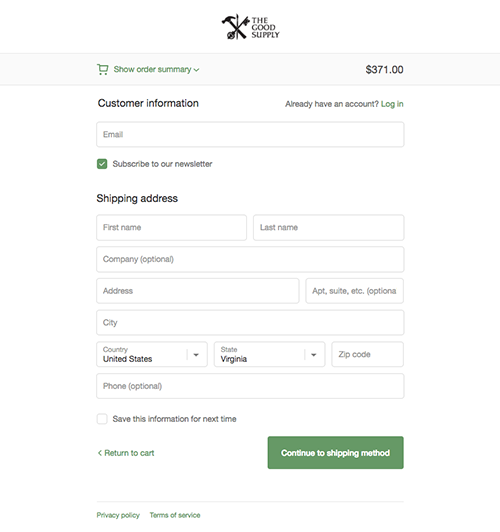 THE
GOOD
SUPPLY
Show order summary
$371.00
Customer information
Already have an account? Log in
Email
Subscribe to our newsletter
Shipping address
First name
Last name
Company (optional)
Address
Apt, suite, etc. (optiona
City
Country
United States
State
Virginia
Zip code
Phone (optional)
Save this information for next time
Return to cart
Continue to shipping method
Privacy policy
Terms of service